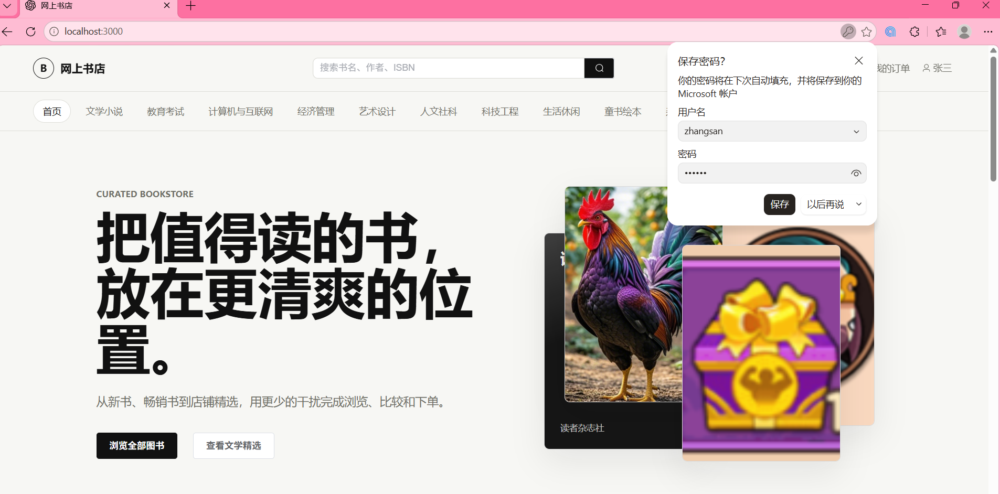 网上书店
localhost:3000
B 网上书店
搜索书名、作者、ISBN
的订单
张三
首页
文学小说
教育考试
计算机与互联网
经济管理
艺术设计
人文社科
科技工程
生活休闲
童书绘本
保存密码?
你的密码将在下次自动填充，并将保存到你的
Microsoft 帐户
用户名
zhangsan
密码
••••••
保存
以后再说
CURATED BOOKSTORE
把值得读的书，
放在更清爽的位
置。
从新书、畅销书到店铺精选，用更少的干扰完成浏览、比较和下单。
浏览全部图书
查看文学精选
读者杂志社